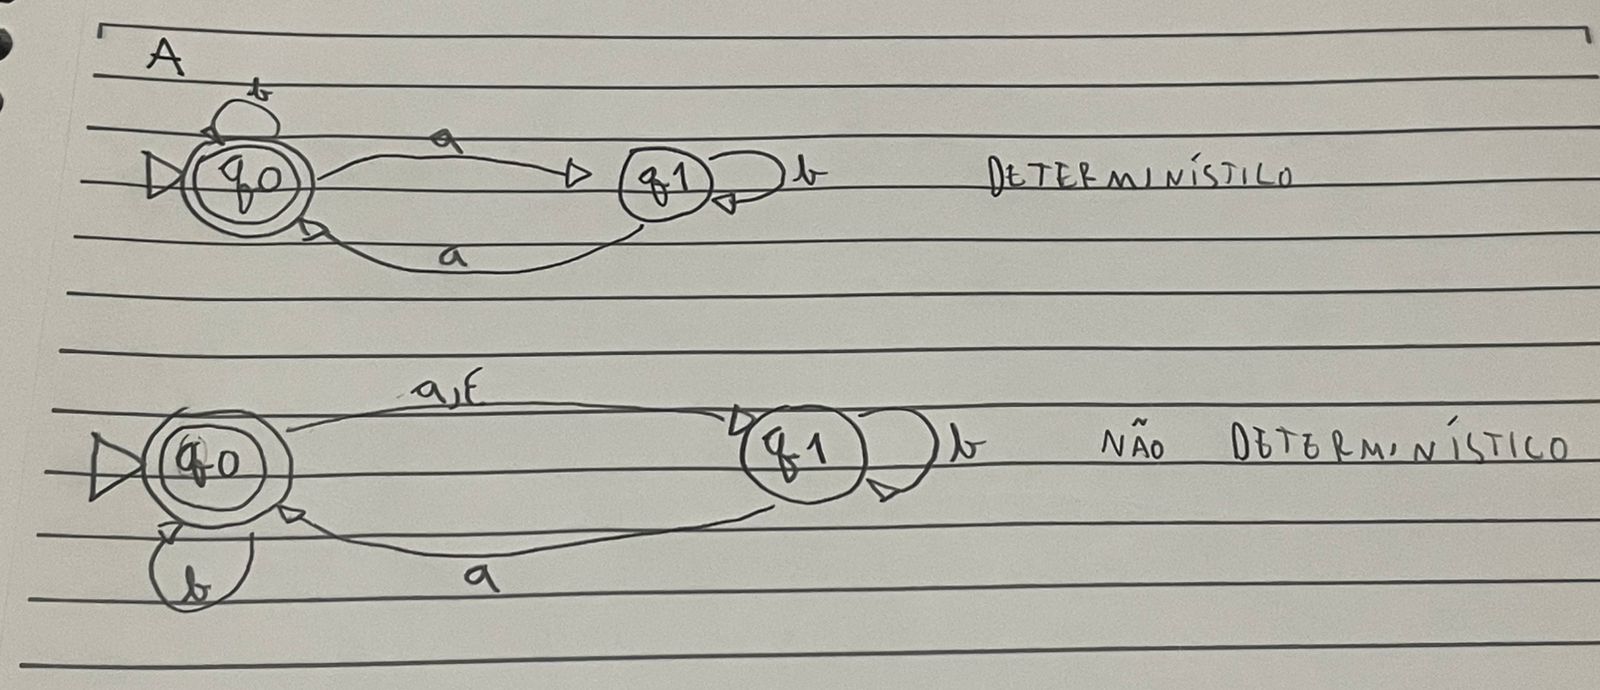 A
b
a
q0
q1
b
DETERMINÍSTICO
a
a,ε
q0
q1
b
NÃO DETERMINÍSTICO
b
a